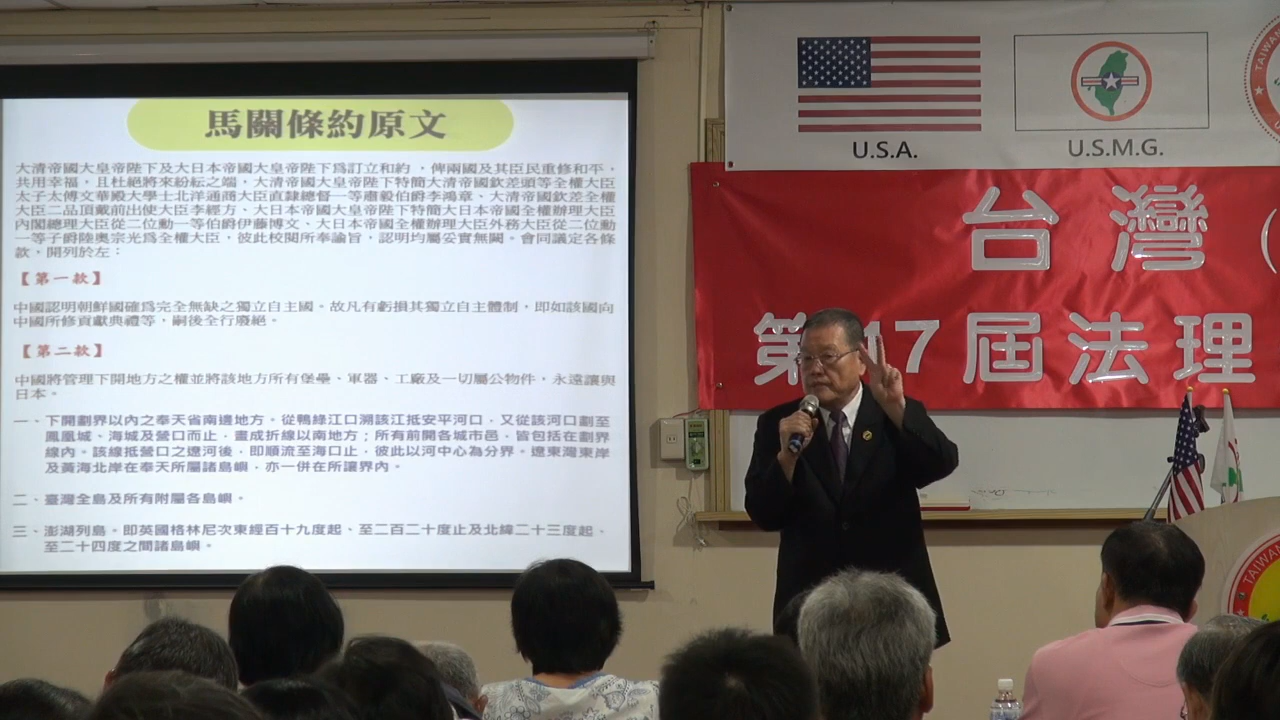 馬關條約原文
大清帝國大皇帝陛下及大日本帝國大皇帝陛下爲訂立和約，俾兩國及其臣民重修和平，
共用幸福，且杜絕將來紛紜之端，大清帝國大皇帝陛下特簡大清帝國欽差頭等全權大臣
太子太傅文華殿大學士北洋通商大臣直隸總督一等肅毅伯爵李鴻章、大清帝國欽差全權
大臣二品頂戴前出使大臣李經方、大日本帝國大皇帝陛下特簡大日本帝國全權辦理大臣
內閣總理大臣從二位勳一等伯爵伊藤博文、大日本帝國全權辦理大臣外務大臣從二位勳
一等子爵陸奧宗光爲全權大臣，彼此校閱所奉諭旨，認明均屬妥實無闕。會同議定各條
款，開列於左：
【第一款】
中國認明朝鮮國確爲完全無缺之獨立自主國。故凡有虧損其獨立自主體制，即如該國向
中國所修貢獻典禮等，嗣後全行廢絕。
【第二款】
中國將管理下開地方之權並將該地方所有堡壘、軍器、工廠及一切屬公物件，永遠讓與
日本。
一、下開劃界以內之奉天省南邊地方。從鴨綠江口溯該江抵安平河口，又從該河口劃至
鳳凰城、海城及營口而止，畫成折線以南地方；所有前開各城市邑，皆包括在劃界
線內。該線抵營口之遼河後，即順流至海口止，彼此以河中心為分界。遼東灣東岸
及黃海北岸在奉天所屬諸島嶼，亦一併在所讓界內。
二、臺灣全島及所有附屬各島嶼。
三、澎湖列島。即英國格林尼次東經百十九度起、至二百二十度止及北緯二十三度起、
至二十四度之間諸島嶼。
U.S.A.
U.S.M.G.
TAIWAN
台灣（
第17屆法理
TAIWAN